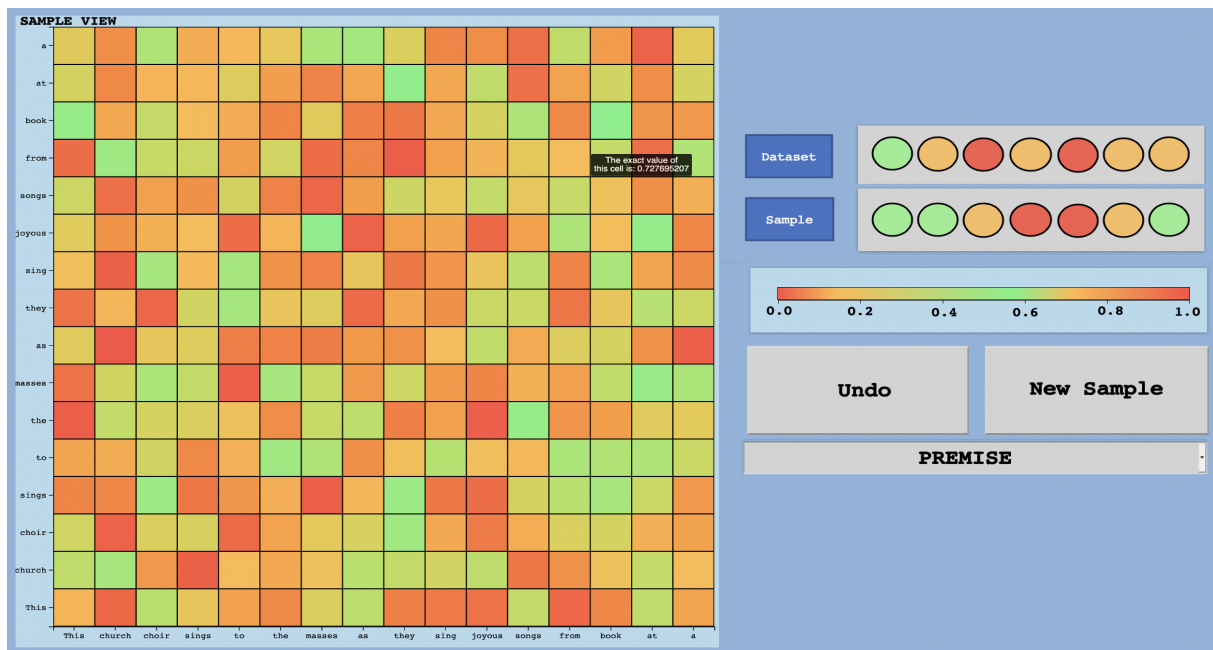 SAMPLE VIEW
a
at
book
from
songs
joyous
sing
they
as
masses
the
to
sings
choir
church
This
This church choir sings to the masses as they sing joyous songs from book at a
The exact value of
this cell is: 0.727695207
Dataset
Sample
0.0 0.2 0.4 0.6 0.8 1.0
Undo
New Sample
PREMISE